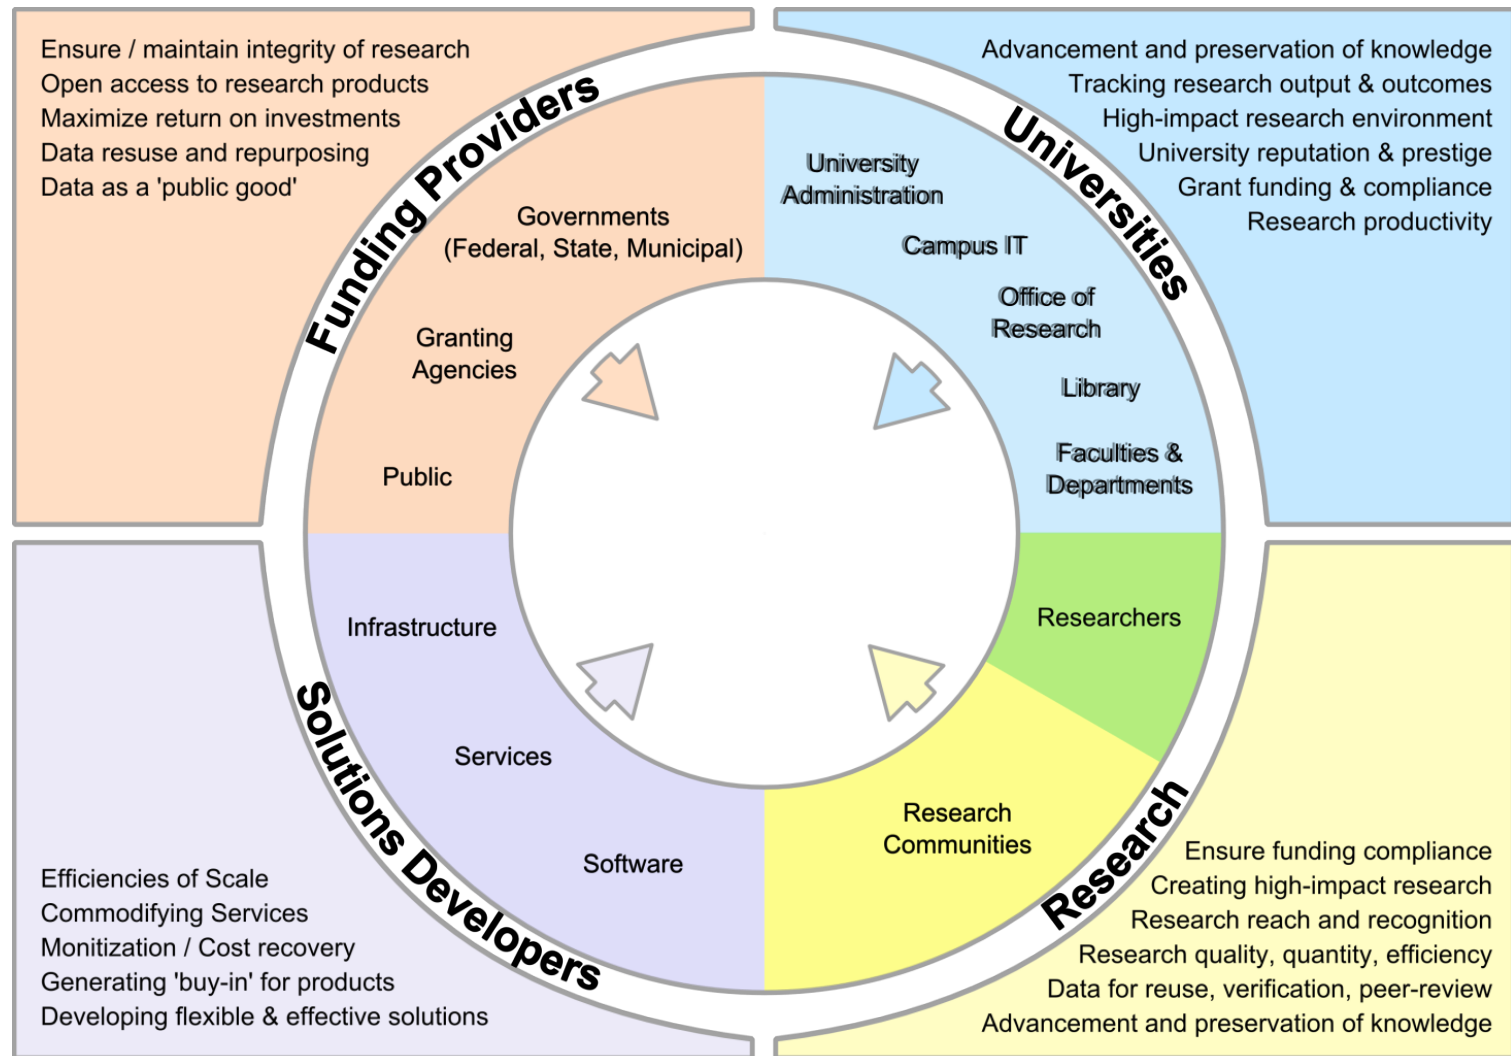 Ensure / maintain integrity of research
Open access to research products
Maximize return on investments
Data resuse and repurposing
Data as a 'public good'
Advancement and preservation of knowledge
Tracking research output & outcomes
High-impact research environment
University reputation & prestige
Grant funding & compliance
Research productivity
Funding Providers
Universities
Governments
(Federal, State, Municipal)
Granting
Agencies
Public
University
Administration
Campus IT
Office of
Research
Library
Faculties &
Departments
Infrastructure
Services
Software
Researchers
Research
Communities
Solutions Developers
Research
Efficiencies of Scale
Commodifying Services
Monitization / Cost recovery
Generating 'buy-in' for products
Developing flexible & effective solutions
Ensure funding compliance
Creating high-impact research
Research reach and recognition
Research quality, quantity, efficiency
Data for reuse, verification, peer-review
Advancement and preservation of knowledge